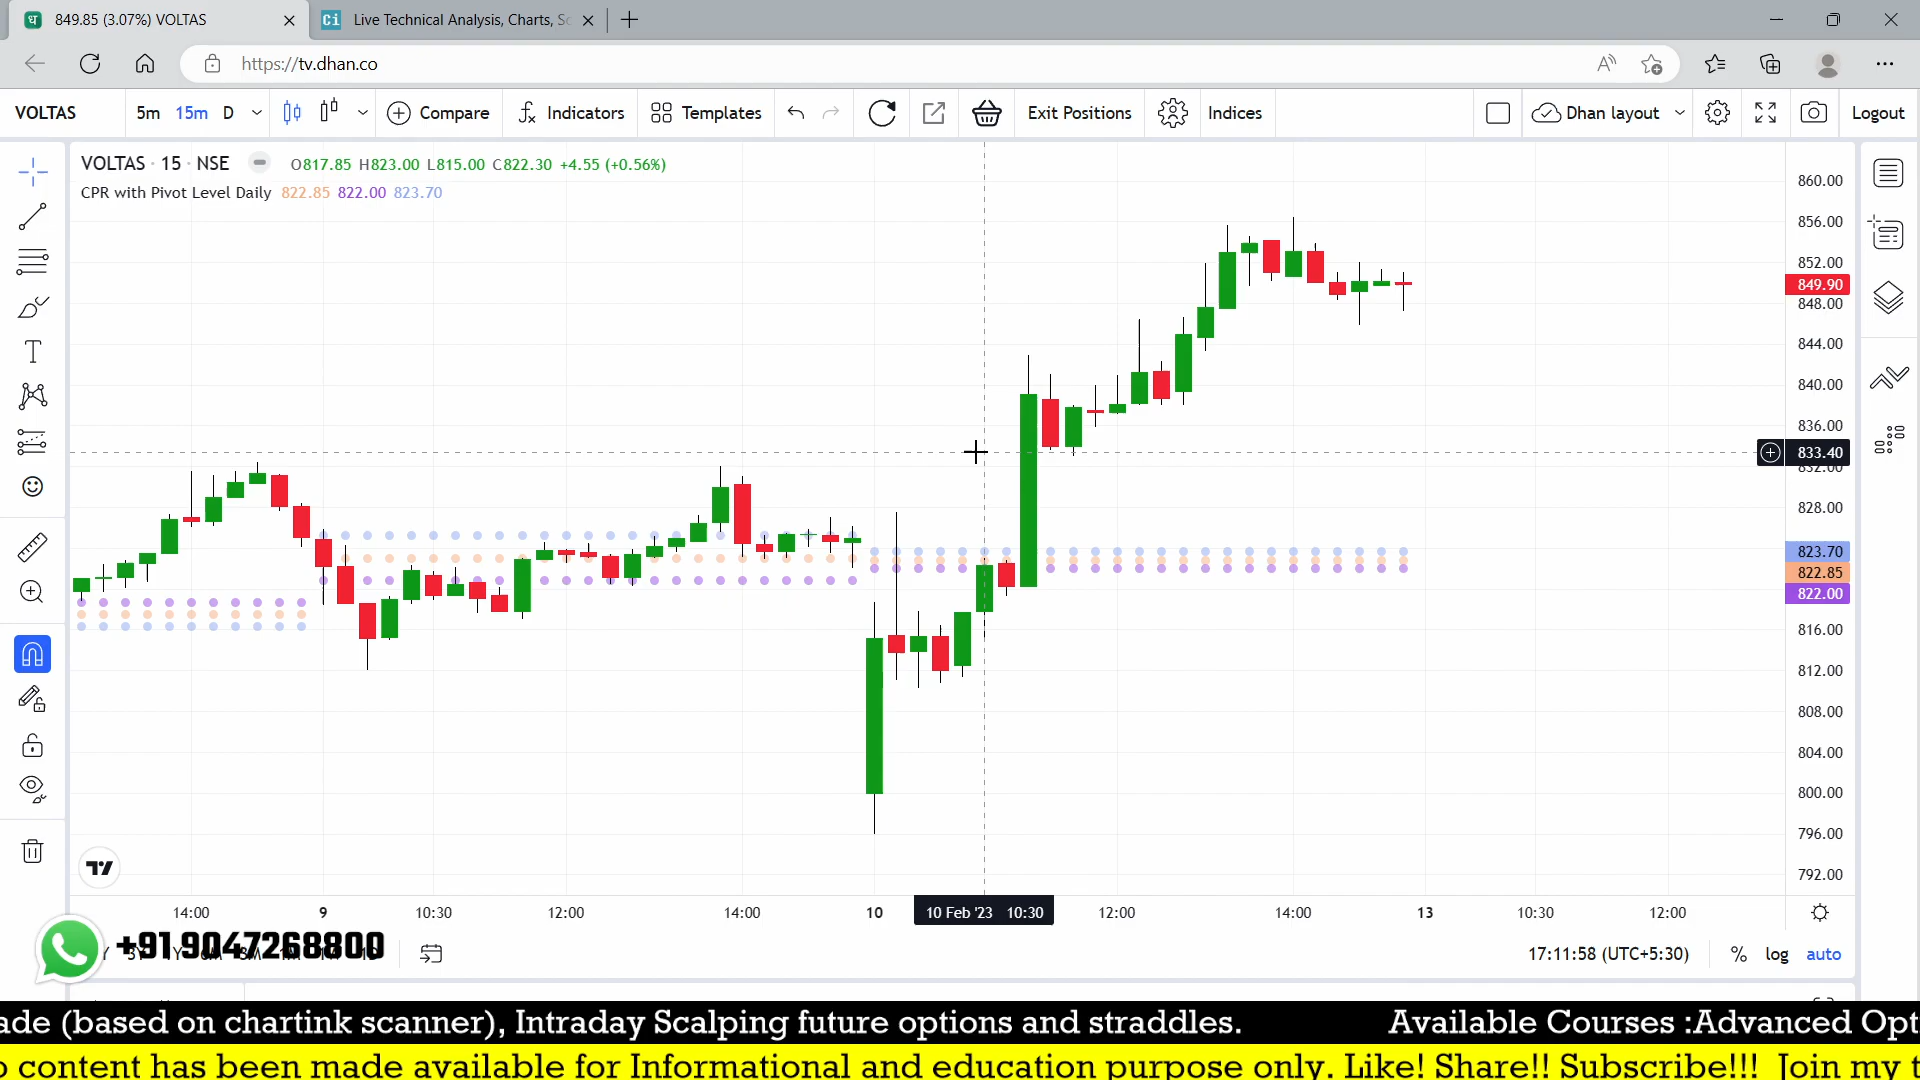 849.85 (3.07%) VOLTAS
Ci Live Technical Analysis, Charts, Sc
https://tv.dhan.co
VOLTAS 5m 15m D Compare Indicators Templates Exit Positions Indices Dhan layout Logout
VOLTAS · 15 · NSE O817.85 H823.00 L815.00 C822.30 +4.55 (+0.56%)
CPR with Pivot Level Daily 822.85 822.00 823.70
860.00
856.00
852.00
849.90
848.00
844.00
840.00
836.00
833.40
832.00
828.00
823.70
822.85
822.00
816.00
812.00
808.00
804.00
800.00
796.00
792.00
14:00 9 10:30 12:00 14:00 10 10 Feb '23 10:30 12:00 14:00 13 10:30 12:00
+91 9047268800
17:11:58 (UTC+5:30) % log auto
ade (based on chartink scanner), Intraday Scalping future options and straddles. Available Courses :Advanced Opt
content has been made available for Informational and education purpose only. Like! Share!! Subscribe!!! Join my t